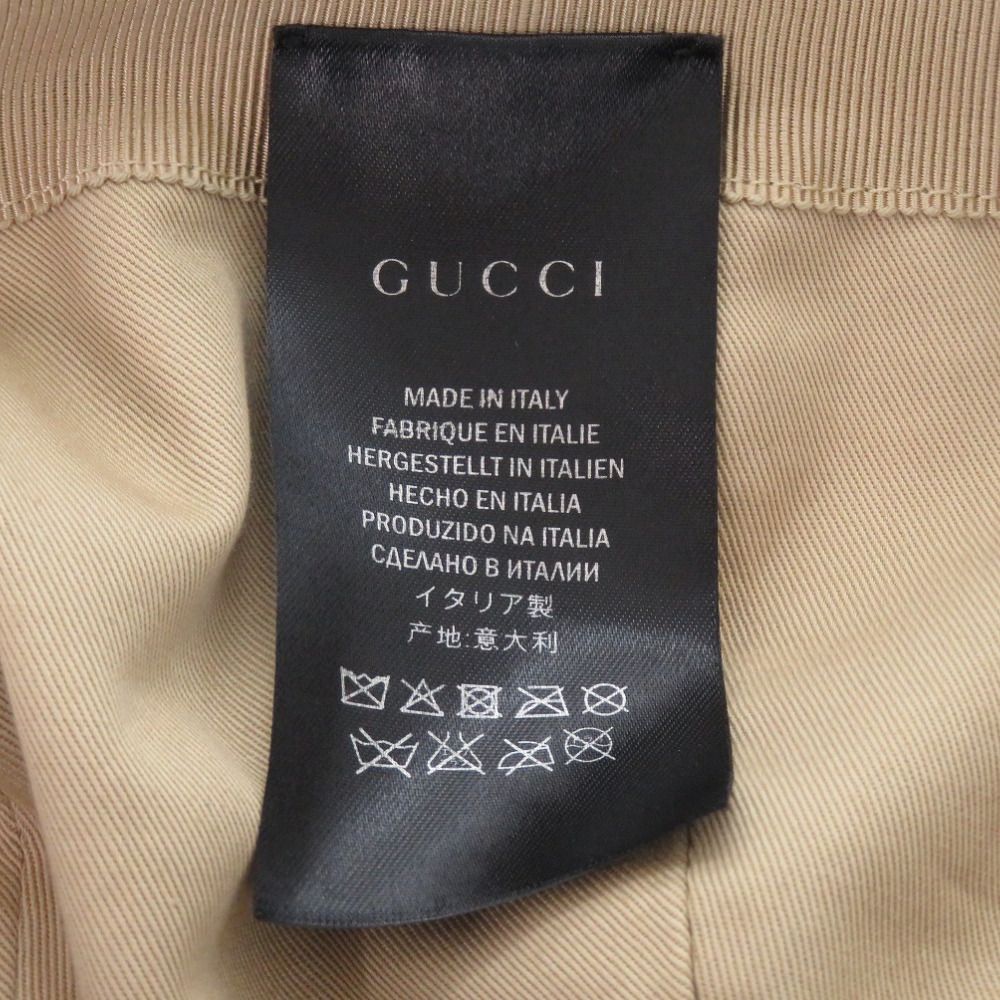 GUCCI
MADE IN ITALY
FABRIQUE EN ITALIE
HERGESTELLT IN ITALIEN
HECHO EN ITALIA
PRODUZIDO NA ITALIA
СДЕЛАНО В ИТАЛИИ
イタリア製
产地:意大利